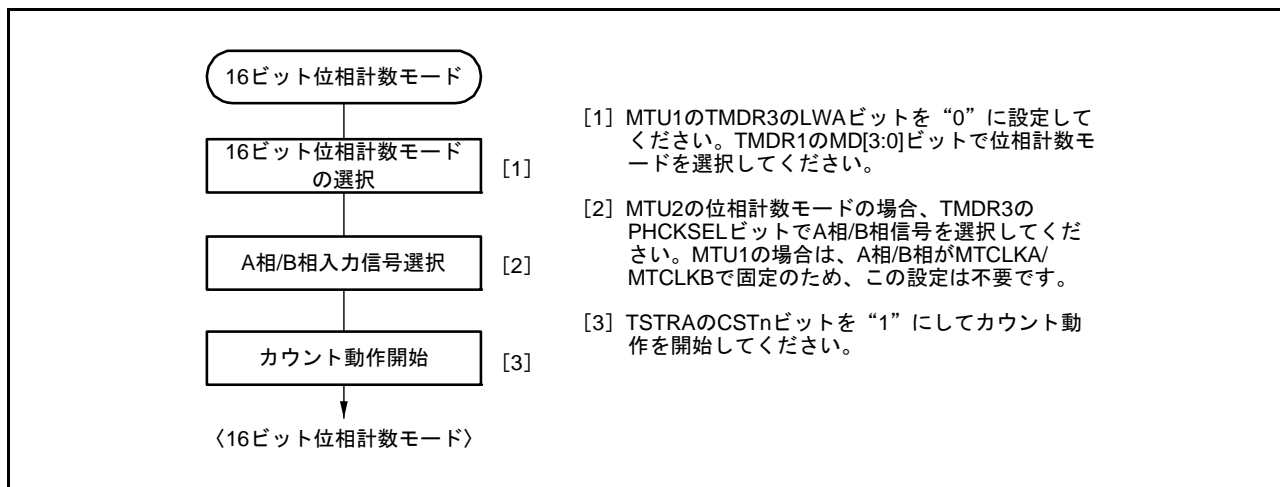 16ビット位相計数モード
16ビット位相計数モード
の選択
[1]
A相/B相入力信号選択
[2]
カウント動作開始
[3]
〈16ビット位相計数モード〉
[1] MTU1のTMDR3のLWAビットを“0”に設定して
ください。TMDR1のMD[3:0]ビットで位相計数モ
ードを選択してください。
[2] MTU2の位相計数モードの場合、TMDR3の
PHCKSELビットでA相/B相信号を選択してくだ
さい。MTU1の場合は、A相/B相がMTCLKA/
MTCLKBで固定のため、この設定は不要です。
[3] TSTRAのCSTnビットを“1”にしてカウント動
作を開始してください。